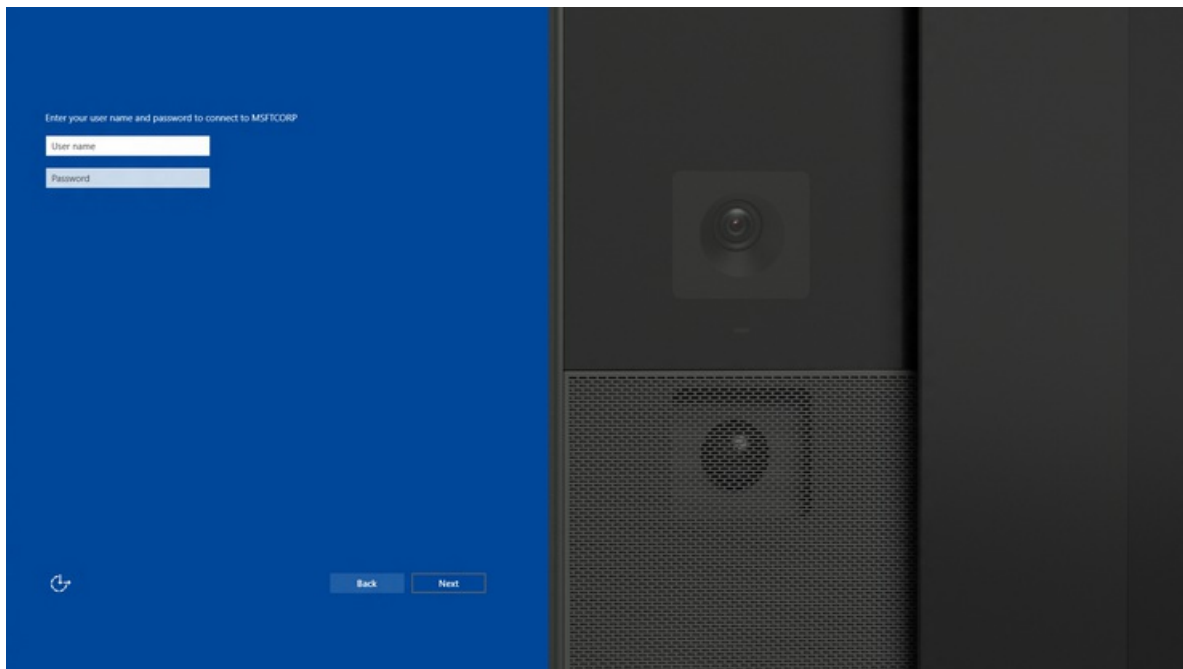 Enter your user name and password to connect to MSFTCORP
User name
Password
Back
Next